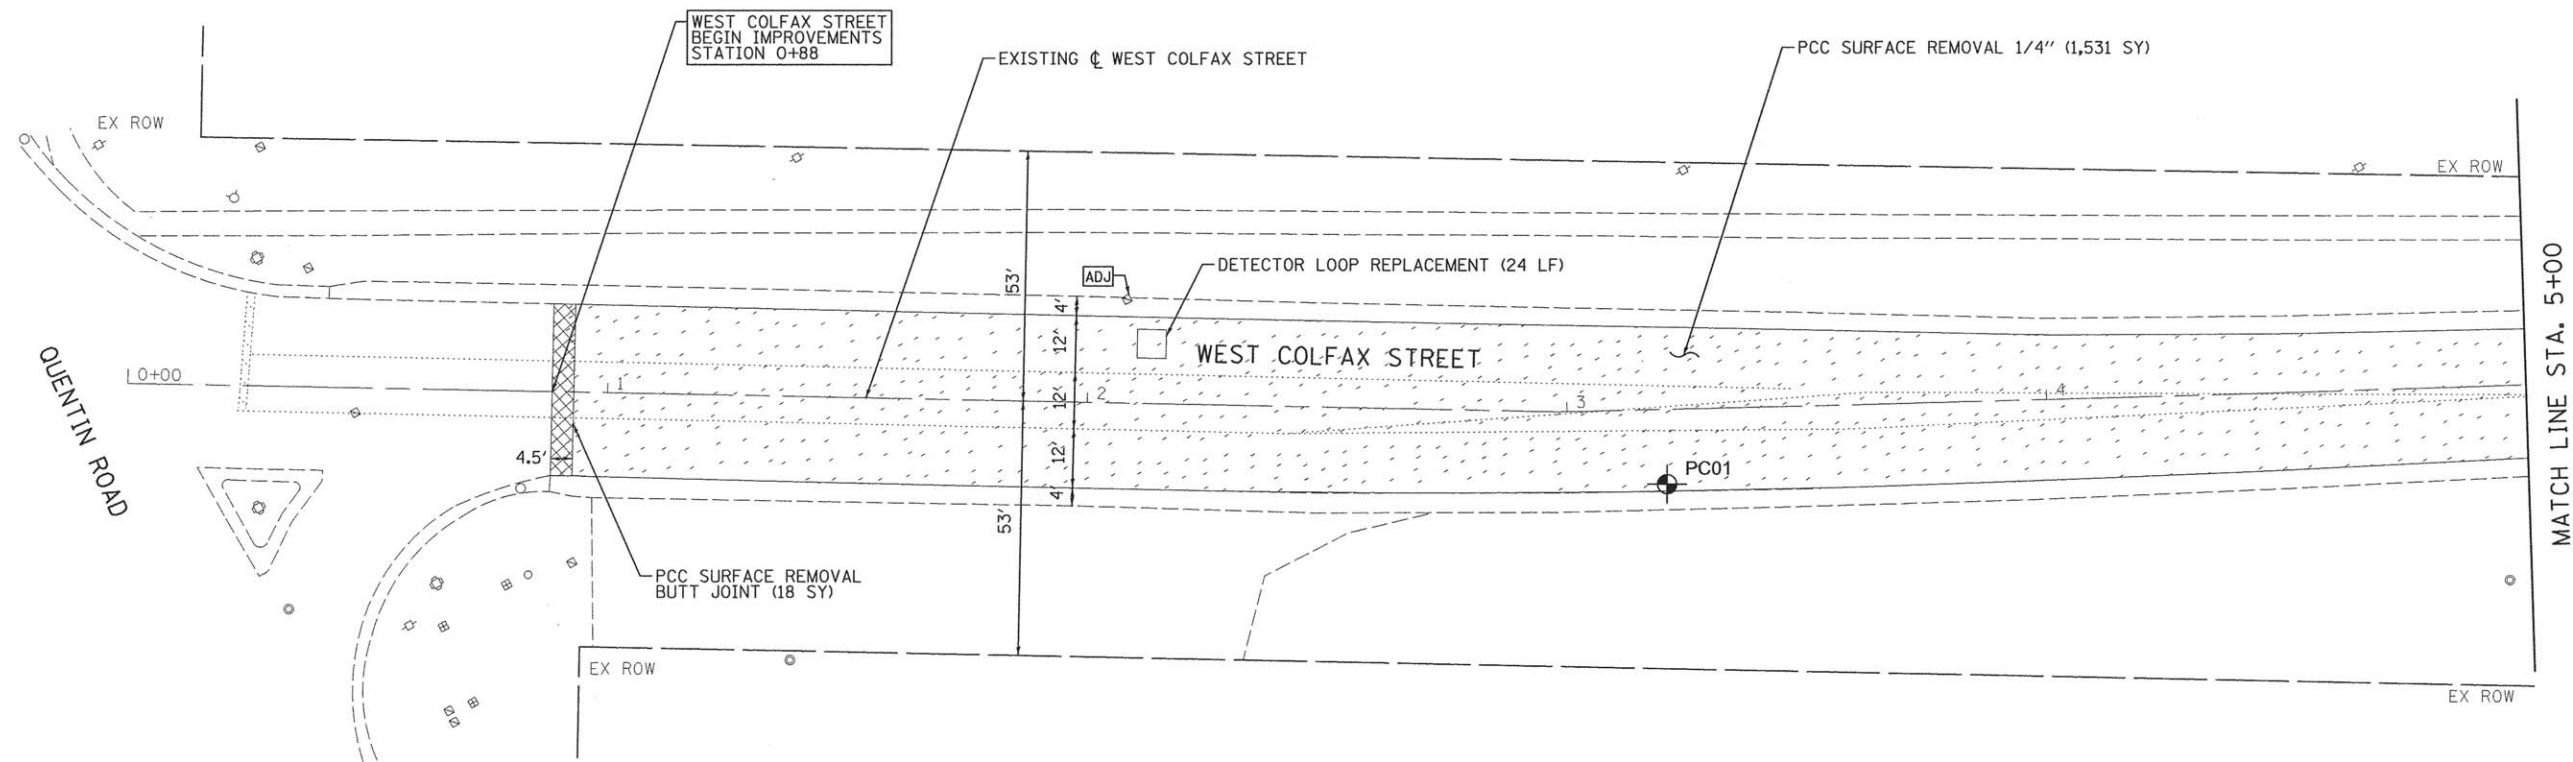 WEST COLFAX STREET
BEGIN IMPROVEMENTS
STATION 0+88
EXISTING ℄ WEST COLFAX STREET
PCC SURFACE REMOVAL 1/4" (1,531 SY)
EX ROW
EX ROW
53'
ADJ
DETECTOR LOOP REPLACEMENT (24 LF)
4'
12'
WEST COLFAX STREET
QUENTIN ROAD
0+00
1
12'
2
3
4
MATCH LINE STA. 5+00
12'
4.5'
4'
PC01
53'
PCC SURFACE REMOVAL
BUTT JOINT (18 SY)
EX ROW
EX ROW